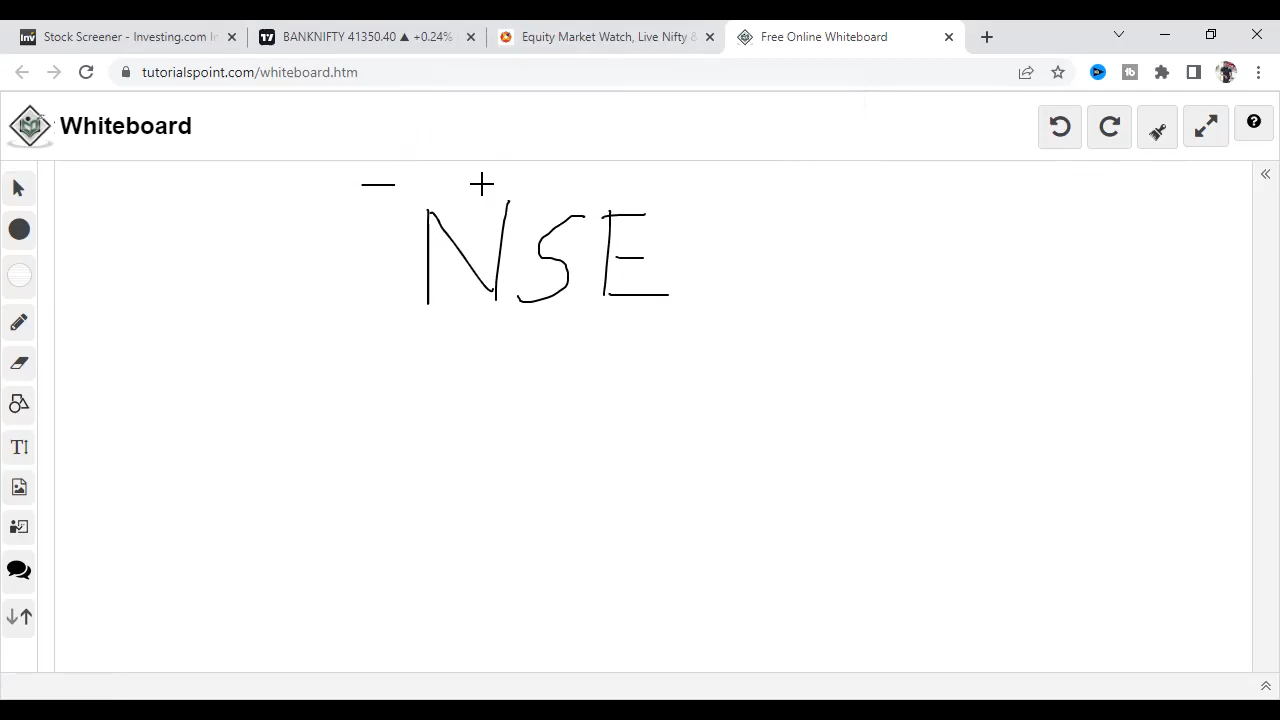 Stock Screener - Investing.com In
BANKNIFTY 41350.40 ▲ +0.24%
Equity Market Watch, Live Nifty &
Free Online Whiteboard
tutorialspoint.com/whiteboard.htm
Whiteboard
— +
NSE